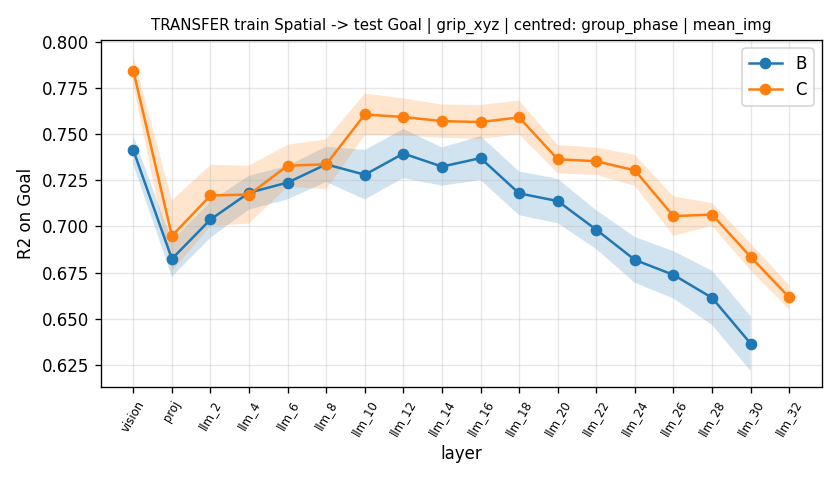 TRANSFER train Spatial -> test Goal | grip_xyz | centred: group_phase | mean_img
B
C
R2 on Goal
0.800
0.775
0.750
0.725
0.700
0.675
0.650
0.625
vision
proj
llm_2
llm_4
llm_6
llm_8
llm_10
llm_12
llm_14
llm_16
llm_18
llm_20
llm_22
llm_24
llm_26
llm_28
llm_30
llm_32
layer